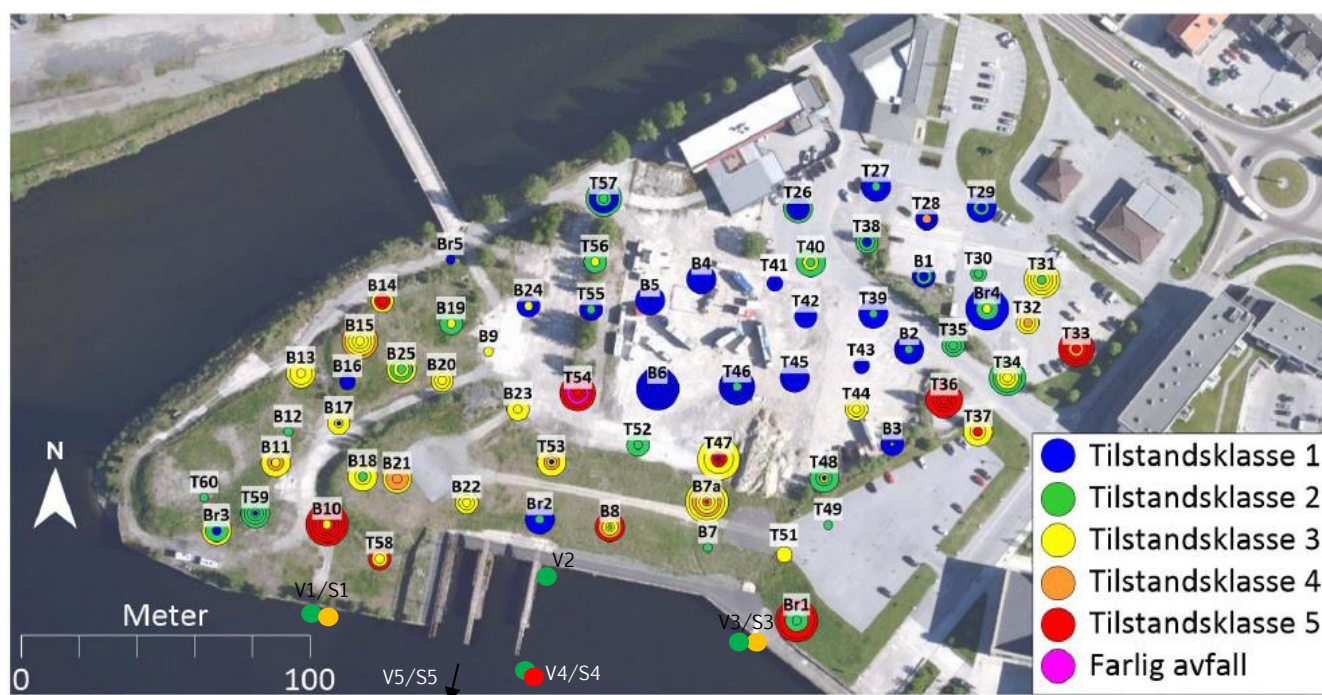 T57
T27
T26
T28
T29
Br5
T56
T38
T40
B1
T30
T31
B14
B4
T41
B5
B24
T55
B19
T42
T39
Br4
T32
B15
B9
B2
T35
T33
B13
B16
B25
B20
T54
B6
T46
T45
T43
T34
B23
T44
T36
B12
B17
T52
B3
T37
B11
T53
T47
B18
B21
T48
T60
B7a
Br3
T59
B22
B10
Br2
B8
T49
B7
T51
T58
N
V2
V1/S1
Br1
V3/S3
V5/S5
V4/S4
Meter
0
100
Tilstandsklasse 1
Tilstandsklasse 2
Tilstandsklasse 3
Tilstandsklasse 4
Tilstandsklasse 5
Farlig avfall